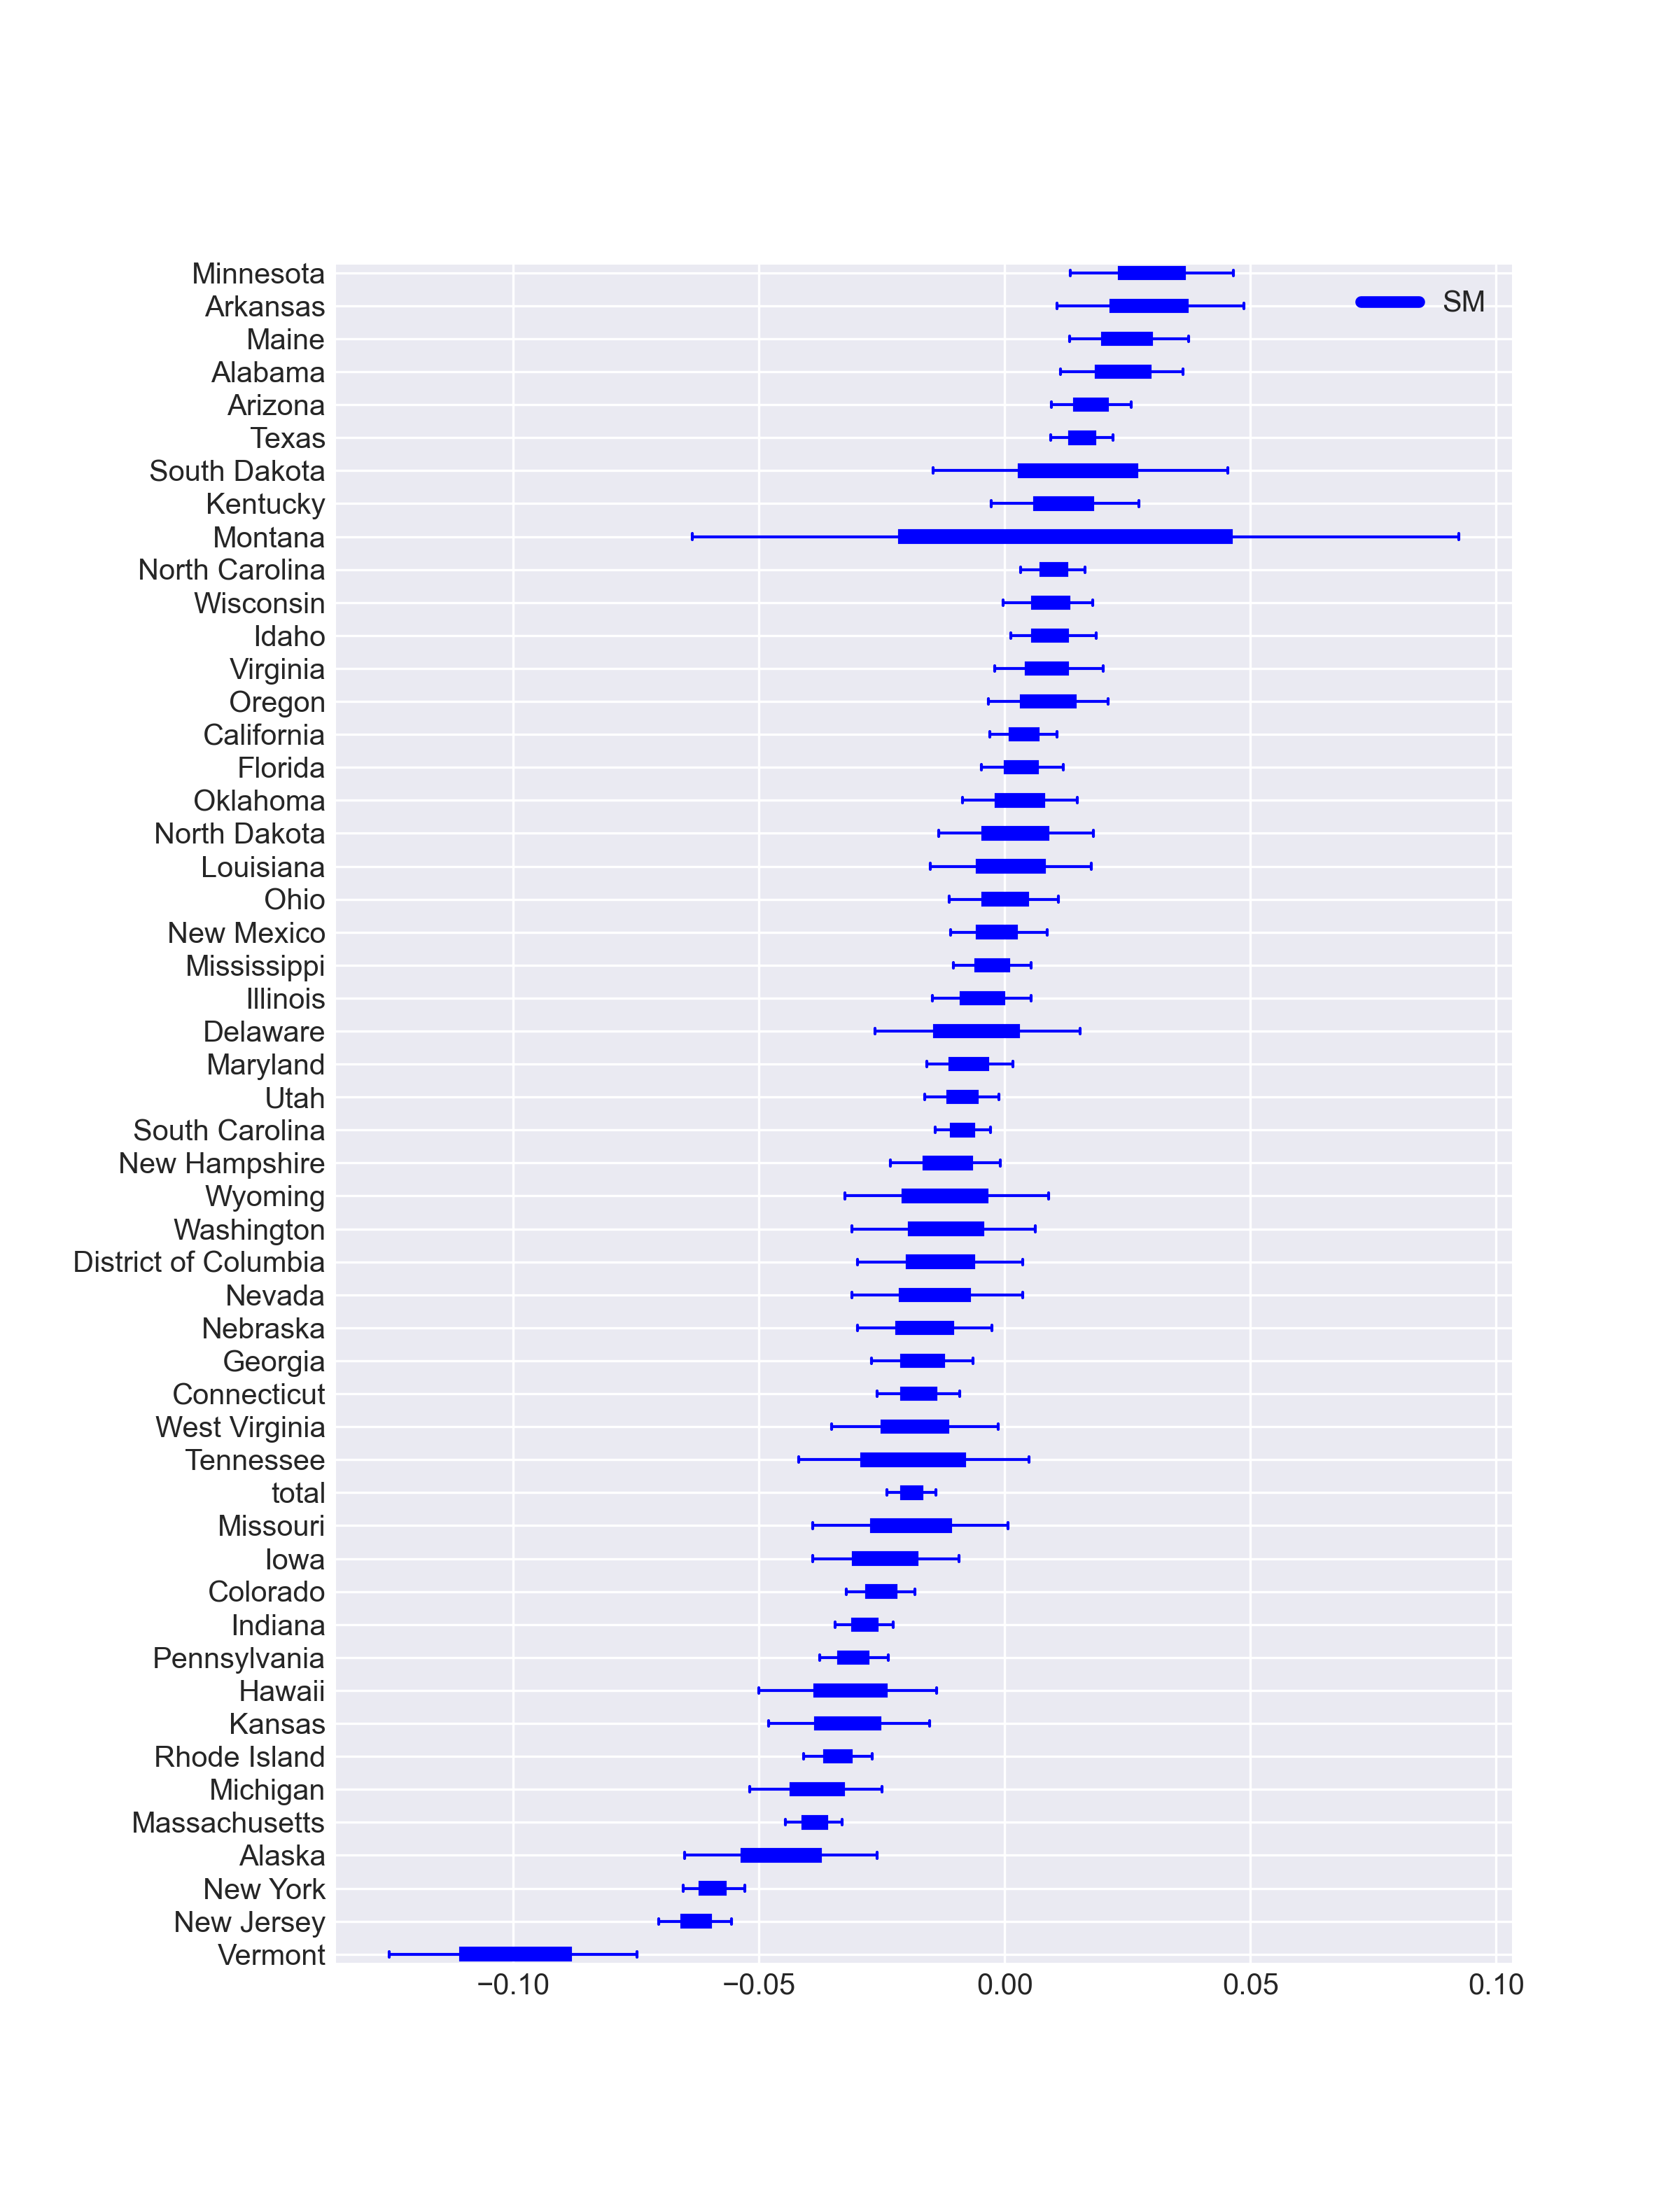 Minnesota
Arkansas
SM
Maine
Alabama
Arizona
Texas
South Dakota
Kentucky
Montana
North Carolina
Wisconsin
Idaho
Virginia
Oregon
California
Florida
Oklahoma
North Dakota
Louisiana
Ohio
New Mexico
Mississippi
Illinois
Delaware
Maryland
Utah
South Carolina
New Hampshire
Wyoming
Washington
District of Columbia
Nevada
Nebraska
Georgia
Connecticut
West Virginia
Tennessee
total
Missouri
Iowa
Colorado
Indiana
Pennsylvania
Hawaii
Kansas
Rhode Island
Michigan
Massachusetts
Alaska
New York
New Jersey
Vermont
−0.10 −0.05 0.00 0.05 0.10